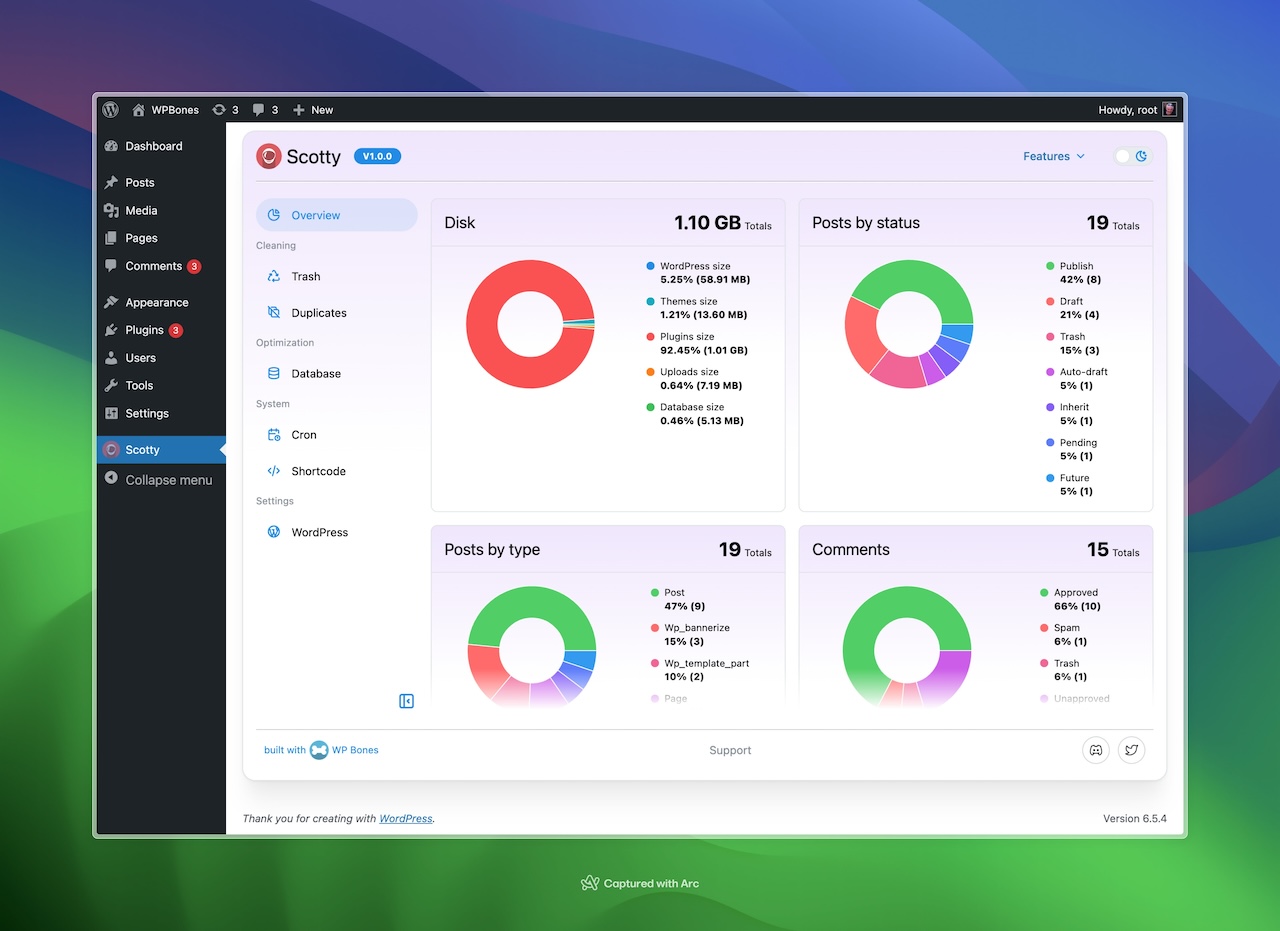 WPBones 3 3 New
Howdy, root
Dashboard
Posts
Media
Pages
Comments 3
Appearance
Plugins 3
Users
Tools
Settings
Scotty
Collapse menu
Scotty V1.0.0
Features
Overview
Cleaning
Trash
Duplicates
Optimization
Database
System
Cron
Shortcode
Settings
WordPress
Disk 1.10 GB Totals
WordPress size
5.25% (58.91 MB)
Themes size
1.21% (13.60 MB)
Plugins size
92.45% (1.01 GB)
Uploads size
0.64% (7.19 MB)
Database size
0.46% (5.13 MB)
Posts by status 19 Totals
Publish
42% (8)
Draft
21% (4)
Trash
15% (3)
Auto-draft
5% (1)
Inherit
5% (1)
Pending
5% (1)
Future
5% (1)
Posts by type 19 Totals
Post
47% (9)
Wp_bannerize
15% (3)
Wp_template_part
10% (2)
Page
Comments 15 Totals
Approved
66% (10)
Spam
6% (1)
Trash
6% (1)
Unapproved
built with WP Bones
Support
Thank you for creating with WordPress.
Version 6.5.4
Captured with Arc